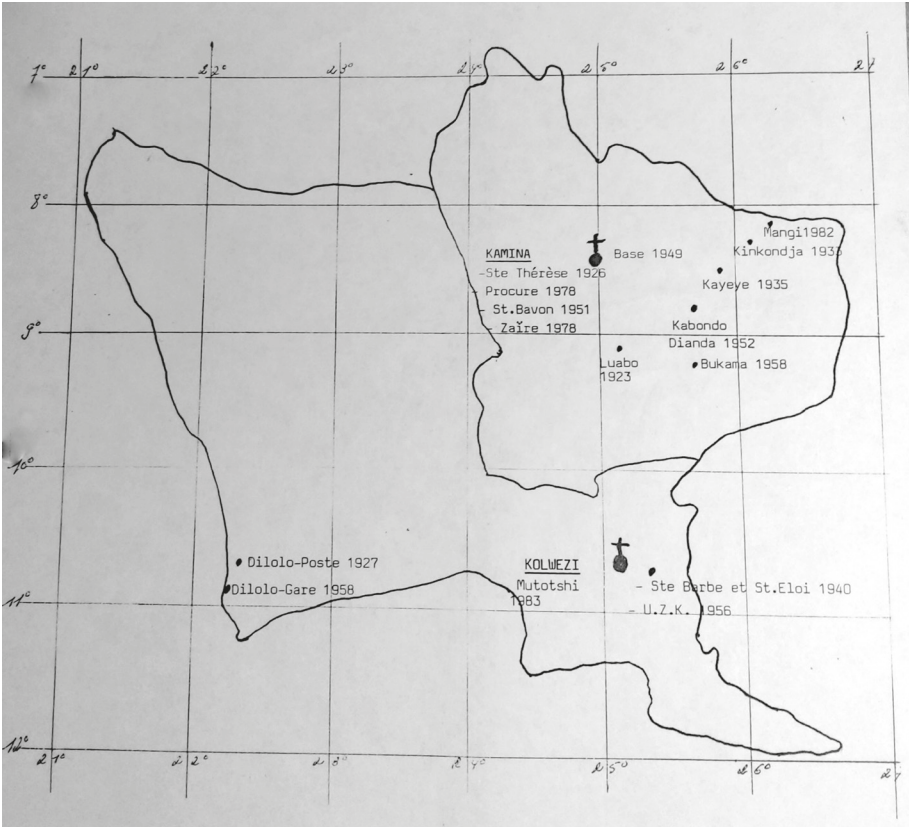 21° 22° 23° 24° 25° 26° 27
7°
8°
Mangi1982
KAMINA
Base 1949
Kinkondja 1933
-Ste Thérèse 1926
- Procure 1978
Kayeye 1935
- St.Bavon 1951
- Zaïre 1978
Kabondo
Dianda 1952
9°
Luabo
1923
Bukama 1958
10°
Dilolo-Poste 1927
KOLWEZI
Mutotshi
1983
- Ste Barbe et St.Eloi 1940
Dilolo-Gare 1958
- U.Z.K. 1956
11°
12°
21° 22° 23° 24° 25° 26° 27